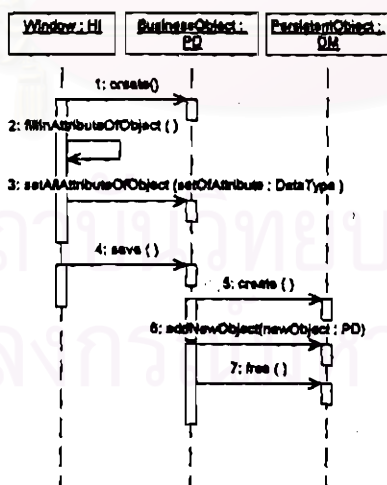 Window : HI
BusinessObject :
PD
PersistentObject :
DM
1: create()
2: fillInAttributeOfObject ( )
3: setAllAttributeOfObject (setOfAttribute : DataType )
4: save ( )
5: create ( )
6: addNewObject(newObject : PD)
7: free ( )